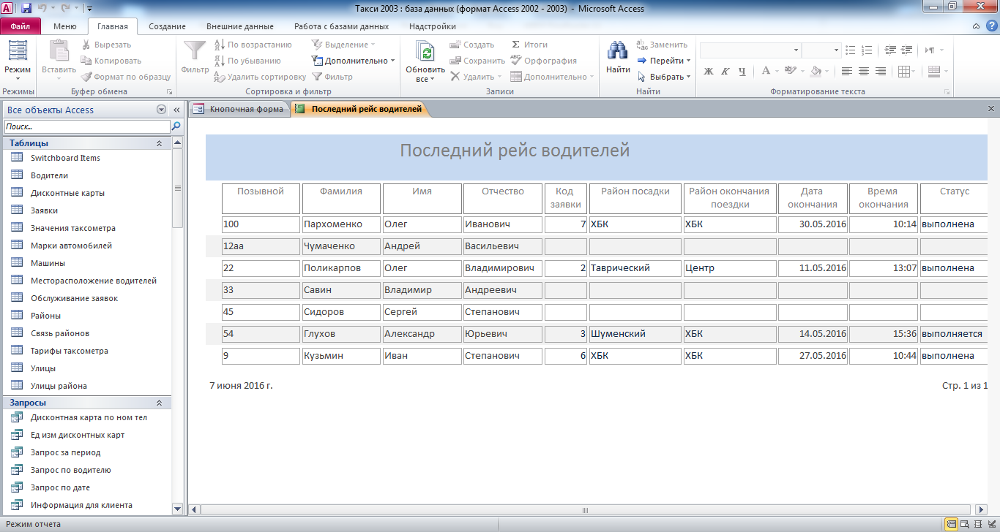 Такси 2003 : база данных (формат Access 2002 - 2003) - Microsoft Access
Файл Меню Главная Создание Внешние данные Работа с базами данных Надстройки
Режим
Режимы
Вставить
Вырезать
Копировать
Формат по образцу
Буфер обмена
Фильтр
По возрастанию
По убыванию
Удалить сортировку
Выделение
Дополнительно
Фильтр
Сортировка и фильтр
Обновить
все
Создать
Сохранить
Удалить
Итоги
Орфография
Дополнительно
Записи
Найти
Заменить
Перейти
Выбрать
Найти
Ж К Ч
Форматирование текста
Все объекты Access
Поиск...
Таблицы
Switchboard Items
Водители
Дисконтные карты
Заявки
Значения таксометра
Марки автомобилей
Машины
Месторасположение водителей
Обслуживание заявок
Районы
Связь районов
Тарифы таксометра
Улицы
Улицы района
Запросы
Дисконтная карта по ном тел
Ед изм дисконтных карт
Запрос за период
Запрос по водителю
Запрос по дате
Информация для клиента
Кнопочная форма Последний рейс водителей
Последний рейс водителей
Позывной Фамилия Имя Отчество Код заявки Район посадки Район окончания поездки Дата окончания Время окончания Статус
100 Пархоменко Олег Иванович 7 ХБК ХБК 30.05.2016 10:14 выполнена
12аа Чумаченко Андрей Васильевич
22 Поликарпов Олег Владимирович 2 Таврический Центр 11.05.2016 13:07 выполнена
33 Савин Владимир Андреевич
45 Сидоров Сергей Степанович
54 Глухов Александр Юрьевич 3 Шуменский ХБК 14.05.2016 15:36 выполняется
9 Кузьмин Иван Степанович 6 ХБК ХБК 27.05.2016 10:44 выполнена
7 июня 2016 г. Стр. 1 из 1
Режим отчета